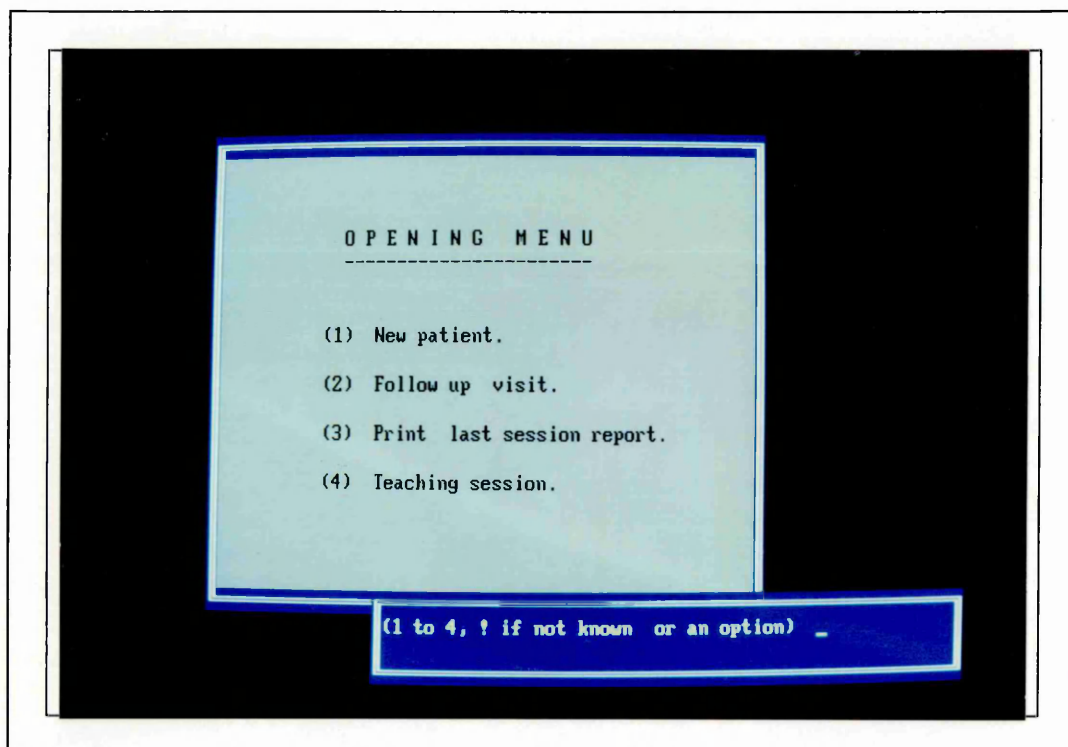 OPENING MENU
-----------------------
(1) New patient.
(2) Follow up visit.
(3) Print last session report.
(4) Teaching session.
(1 to 4, ! if not known or an option) _